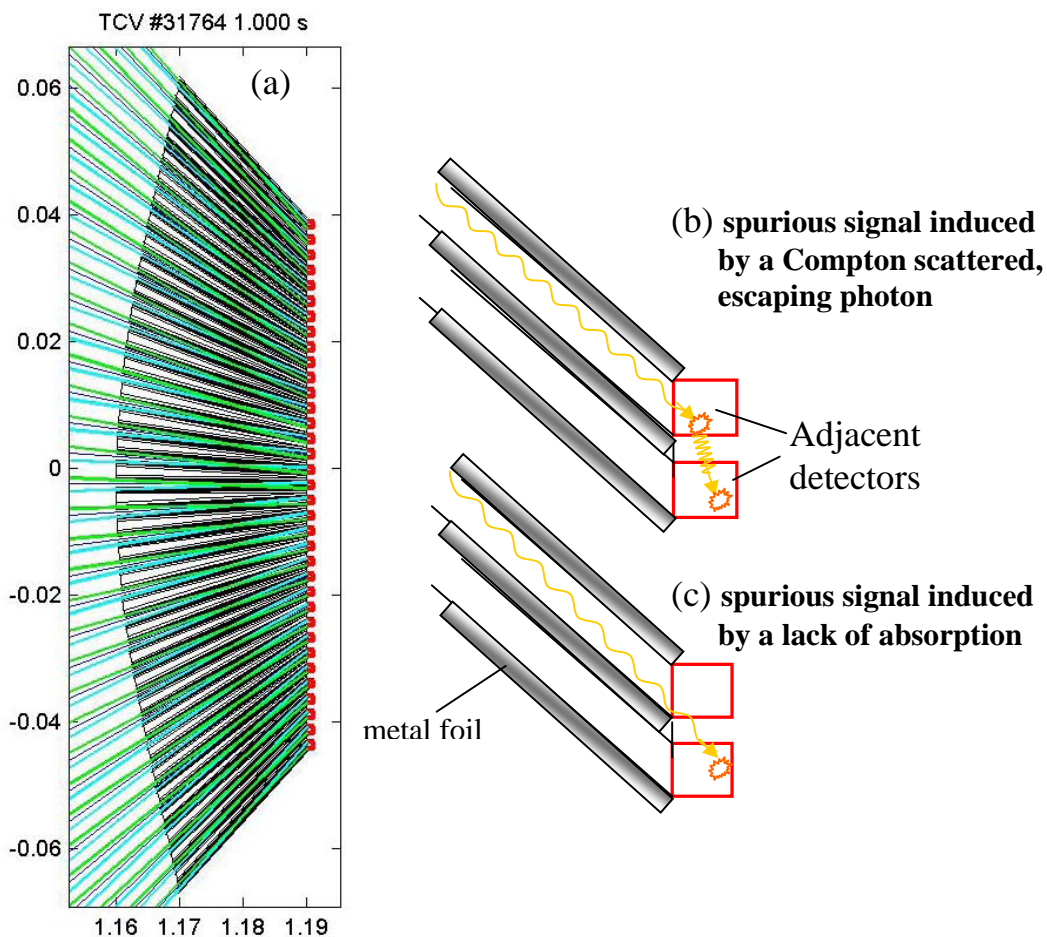 TCV #31764 1.000 s
(a)
0.06
0.04
0.02
0
-0.02
-0.04
-0.06
1.16 1.17 1.18 1.19
(b) spurious signal induced
by a Compton scattered,
escaping photon
Adjacent
detectors
(c) spurious signal induced
by a lack of absorption
metal foil